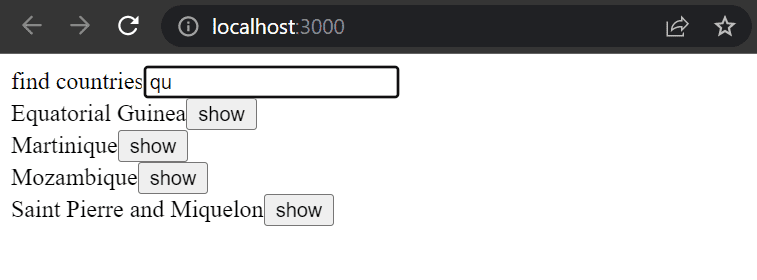 localhost:3000
find countries qu
Equatorial Guinea show
Martinique show
Mozambique show
Saint Pierre and Miquelon show